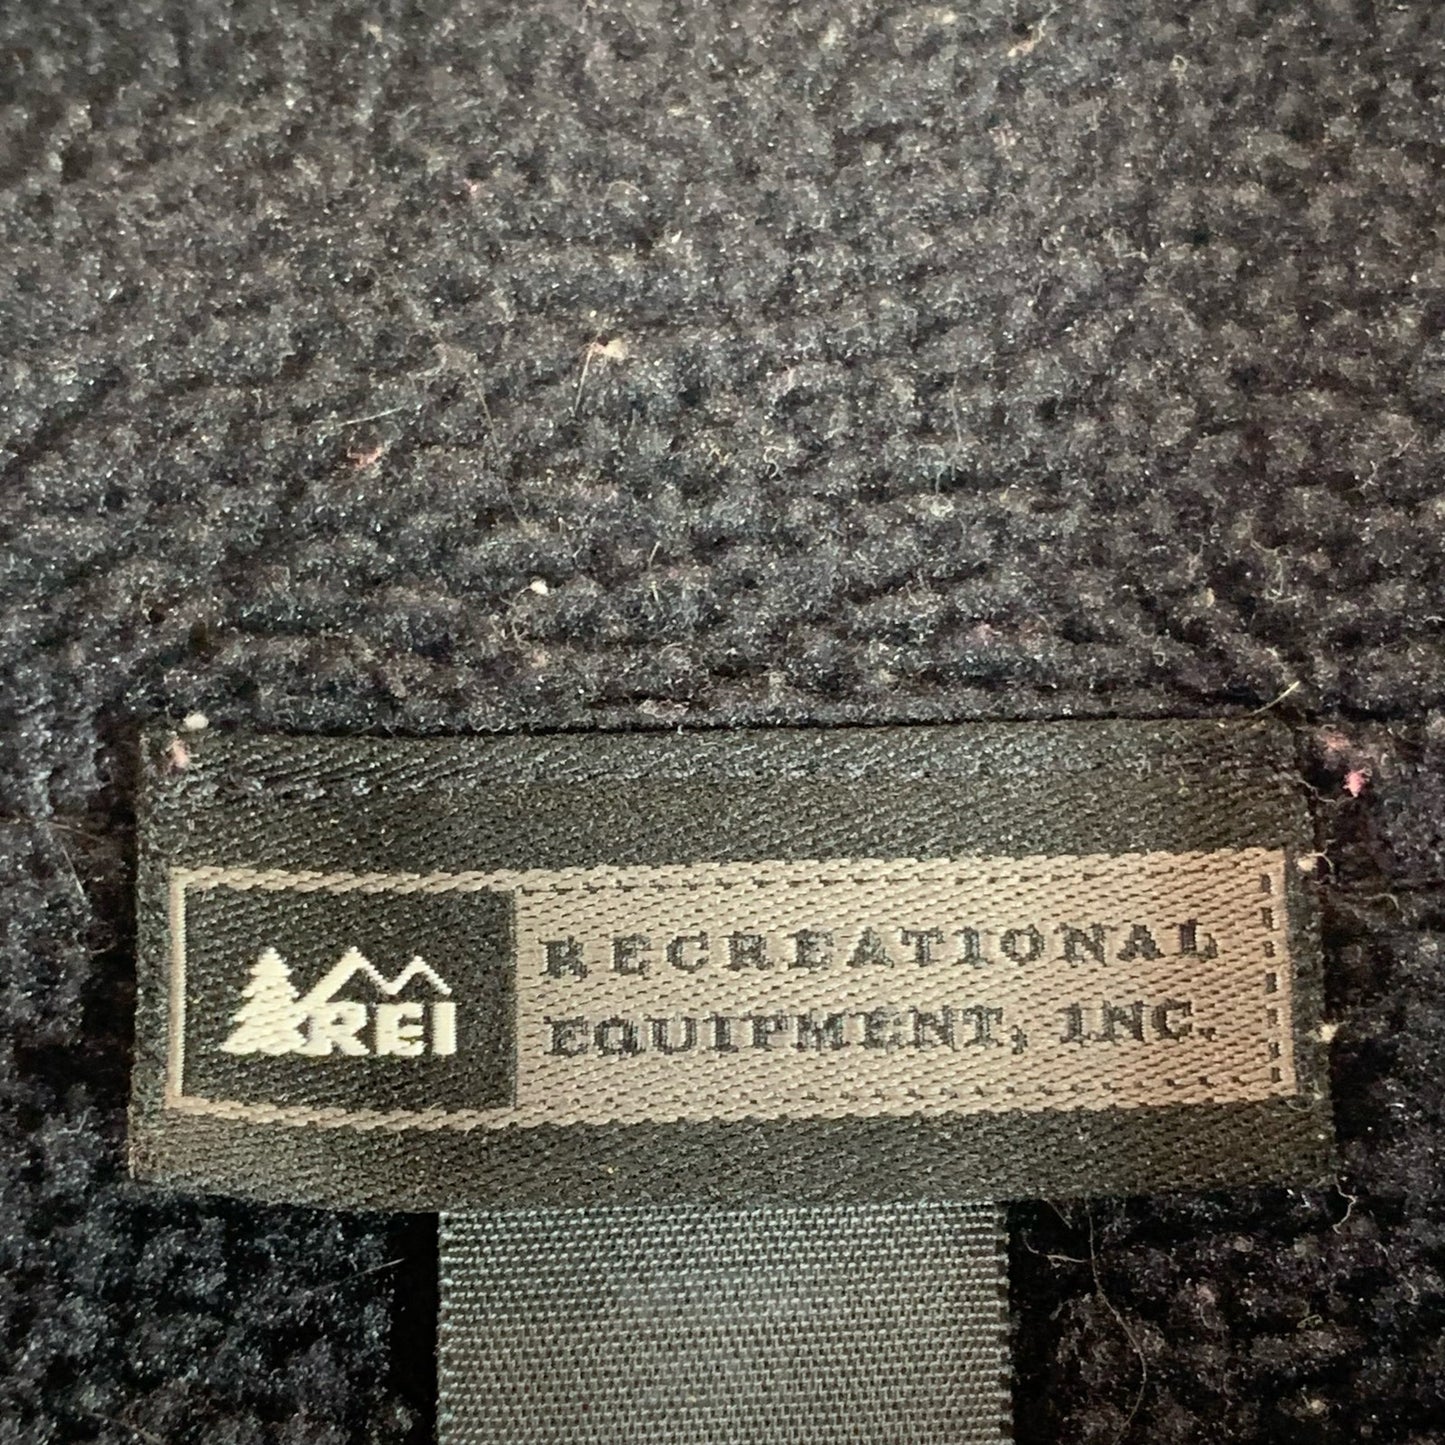 REI
RECREATIONAL
EQUIPMENT, INC.